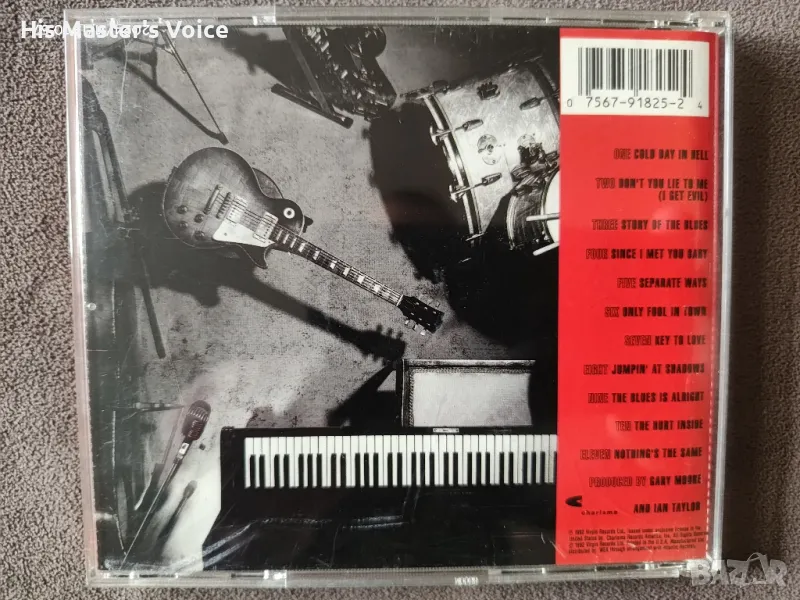 His Master's Voice
0 7567-91825-2 4
ONE COLD DAY IN HELL
TWO DON'T YOU LIE TO ME
(I GET EVIL)
THREE STORY OF THE BLUES
FOUR SINCE I MET YOU BABY
FIVE SEPARATE WAYS
SIX ONLY FOOL IN TOWN
SEVEN KEY TO LOVE
EIGHT JUMPIN' AT SHADOWS
NINE THE BLUES IS ALRIGHT
TEN THE HURT INSIDE
ELEVEN NOTHING'S THE SAME
PRODUCED BY GARY MOORE
AND IAN TAYLOR
charisma
BAZAR.bg